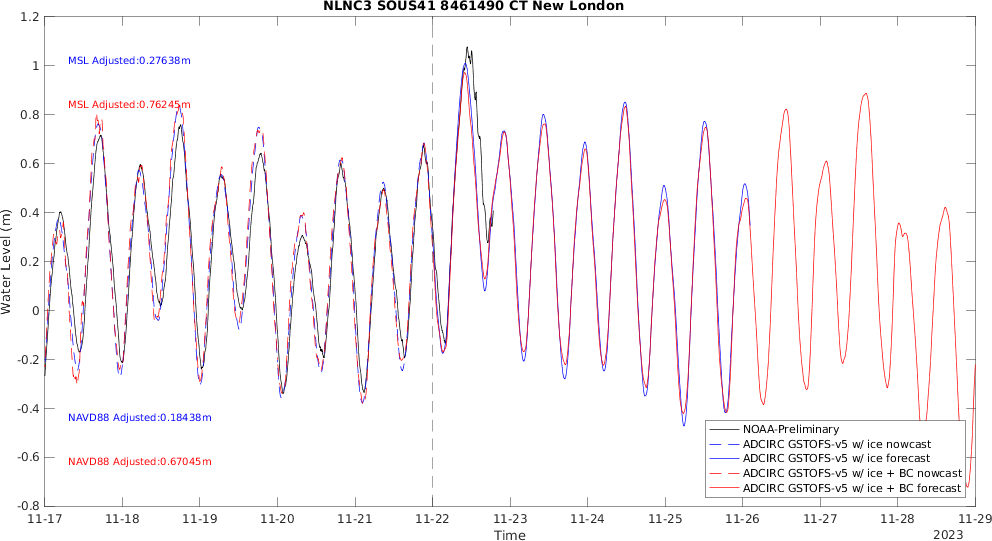 NLNC3 SOUS41 8461490 CT New London
1.2
1
0.8
0.6
0.4
0.2
0
-0.2
-0.4
-0.6
-0.8
Water Level (m)
MSL Adjusted:0.27638m
MSL Adjusted:0.76245m
NAVD88 Adjusted:0.18438m
NAVD88 Adjusted:0.67045m
NOAA-Preliminary
ADCIRC GSTOFS-v5 w/ ice nowcast
ADCIRC GSTOFS-v5 w/ ice forecast
ADCIRC GSTOFS-v5 w/ ice + BC nowcast
ADCIRC GSTOFS-v5 w/ ice + BC forecast
11-17 11-18 11-19 11-20 11-21 11-22 11-23 11-24 11-25 11-26 11-27 11-28 11-29
Time
2023